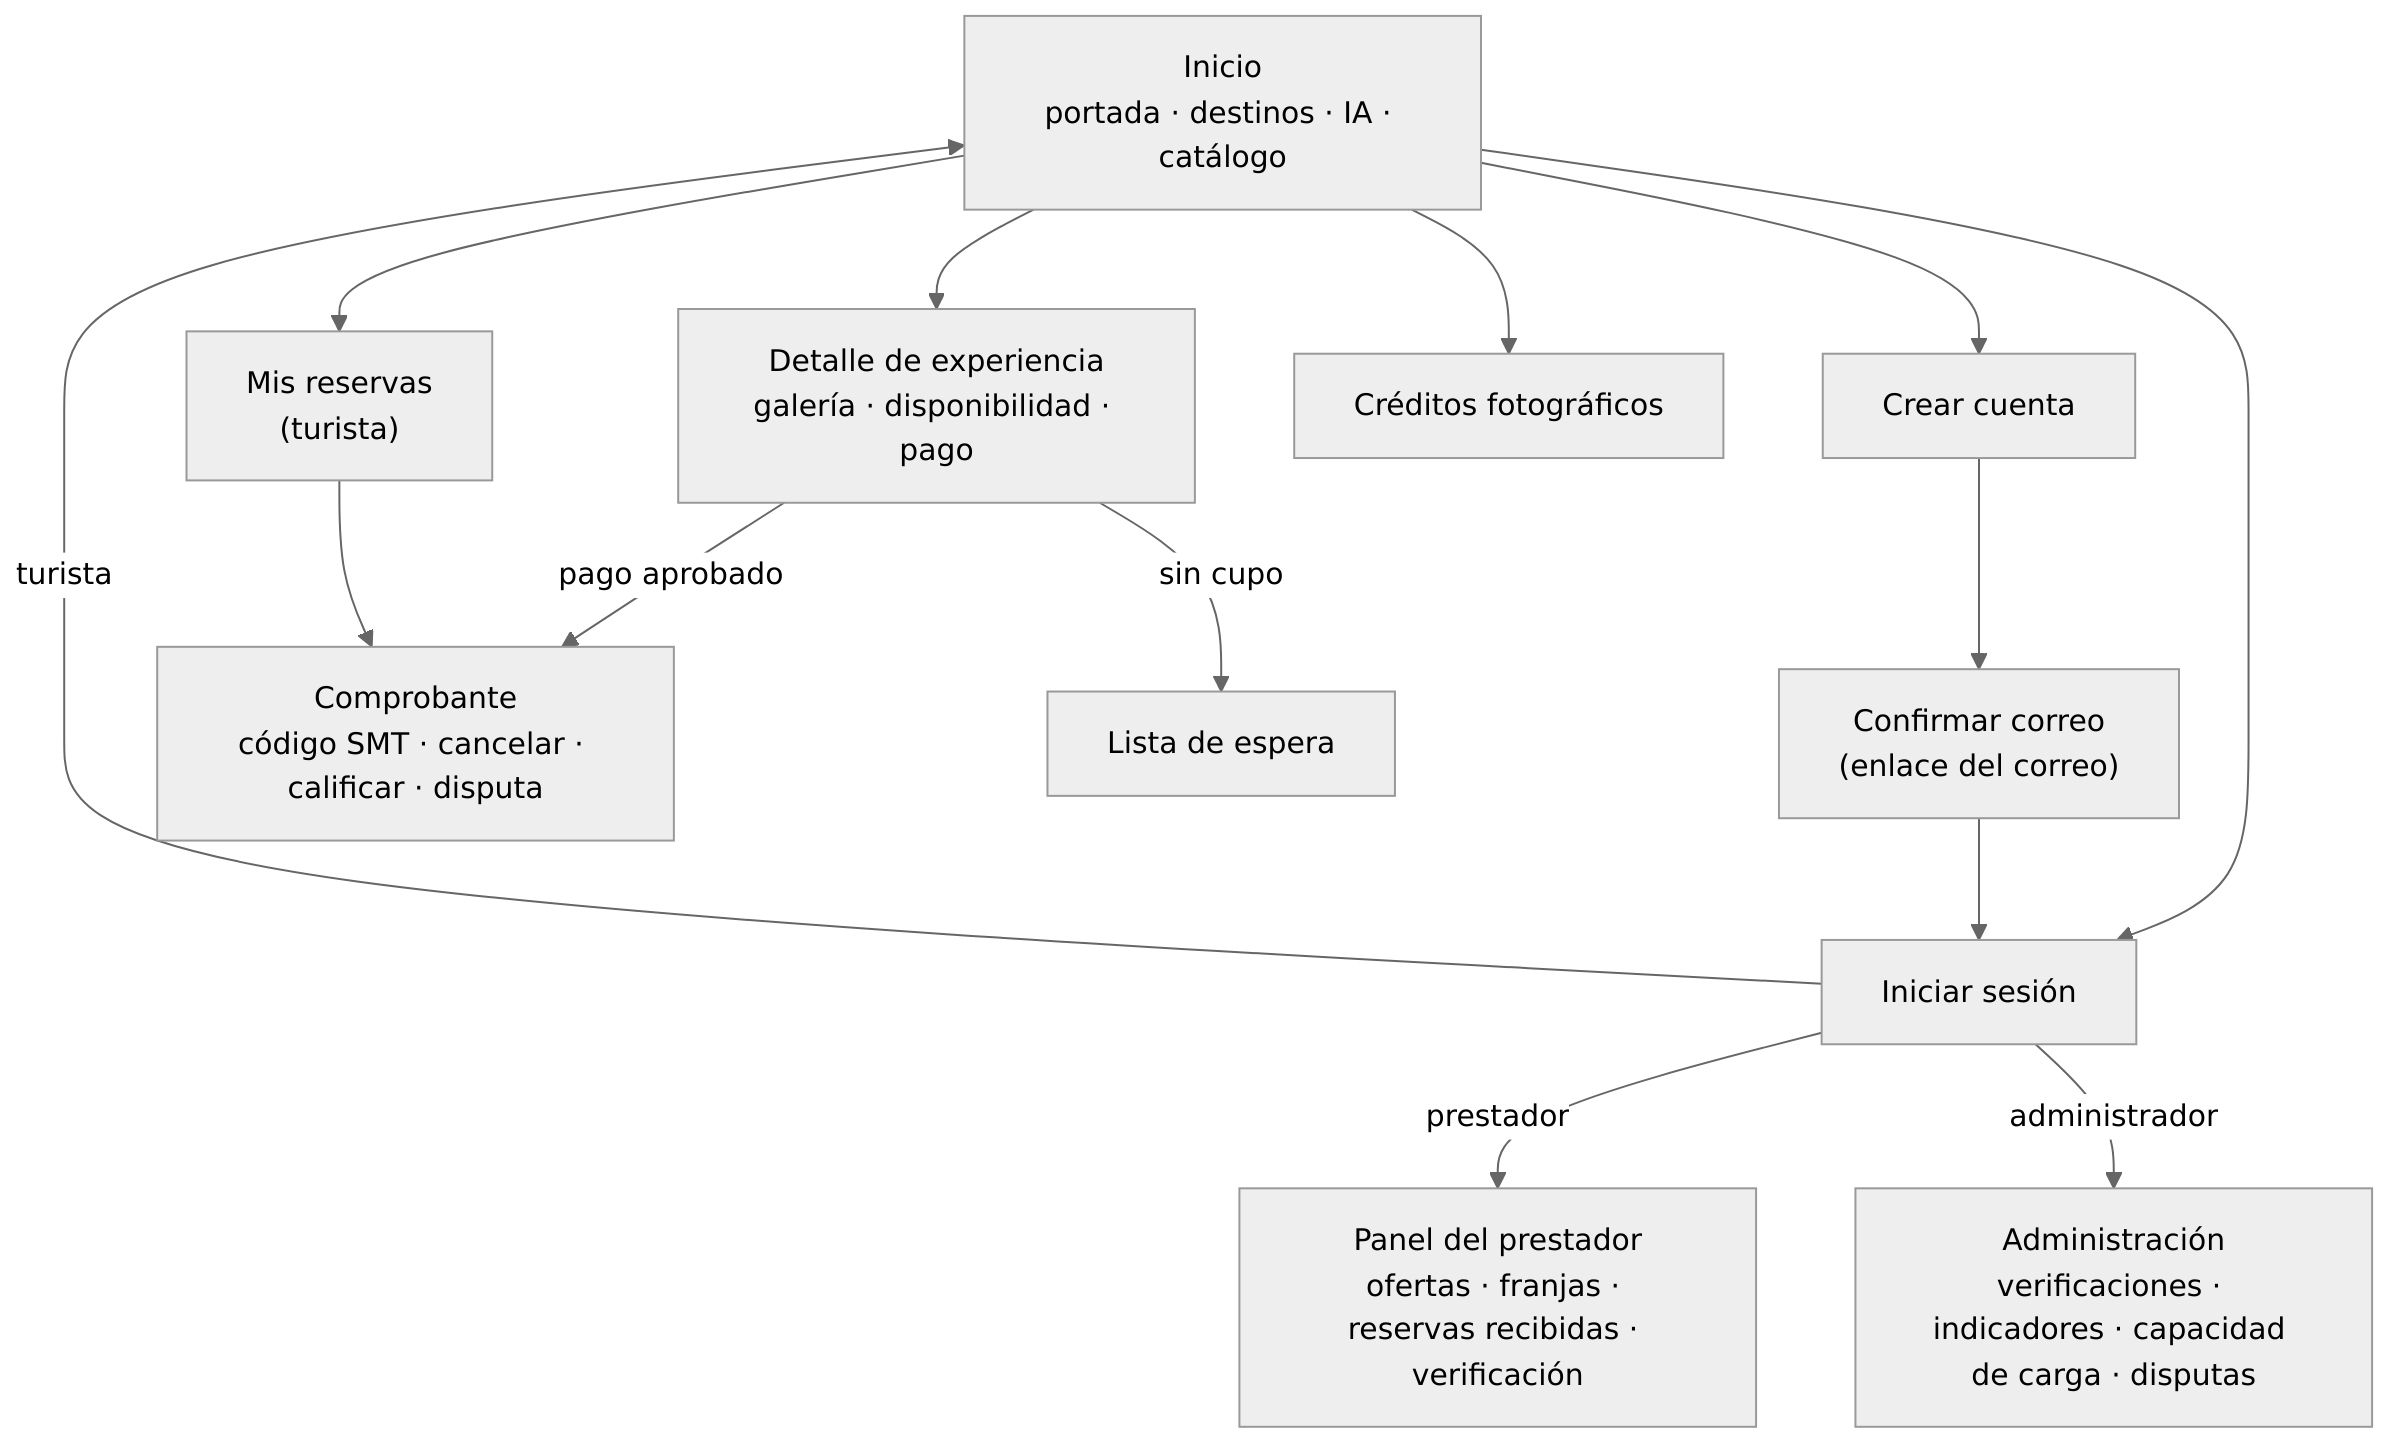 Inicio
portada · destinos · IA ·
catálogo
Mis reservas
(turista)
Detalle de experiencia
galería · disponibilidad ·
pago
Créditos fotográficos
Crear cuenta
turista
pago aprobado
sin cupo
Comprobante
código SMT · cancelar ·
calificar · disputa
Lista de espera
Confirmar correo
(enlace del correo)
Iniciar sesión
prestador
administrador
Panel del prestador
ofertas · franjas ·
reservas recibidas ·
verificación
Administración
verificaciones ·
indicadores · capacidad
de carga · disputas